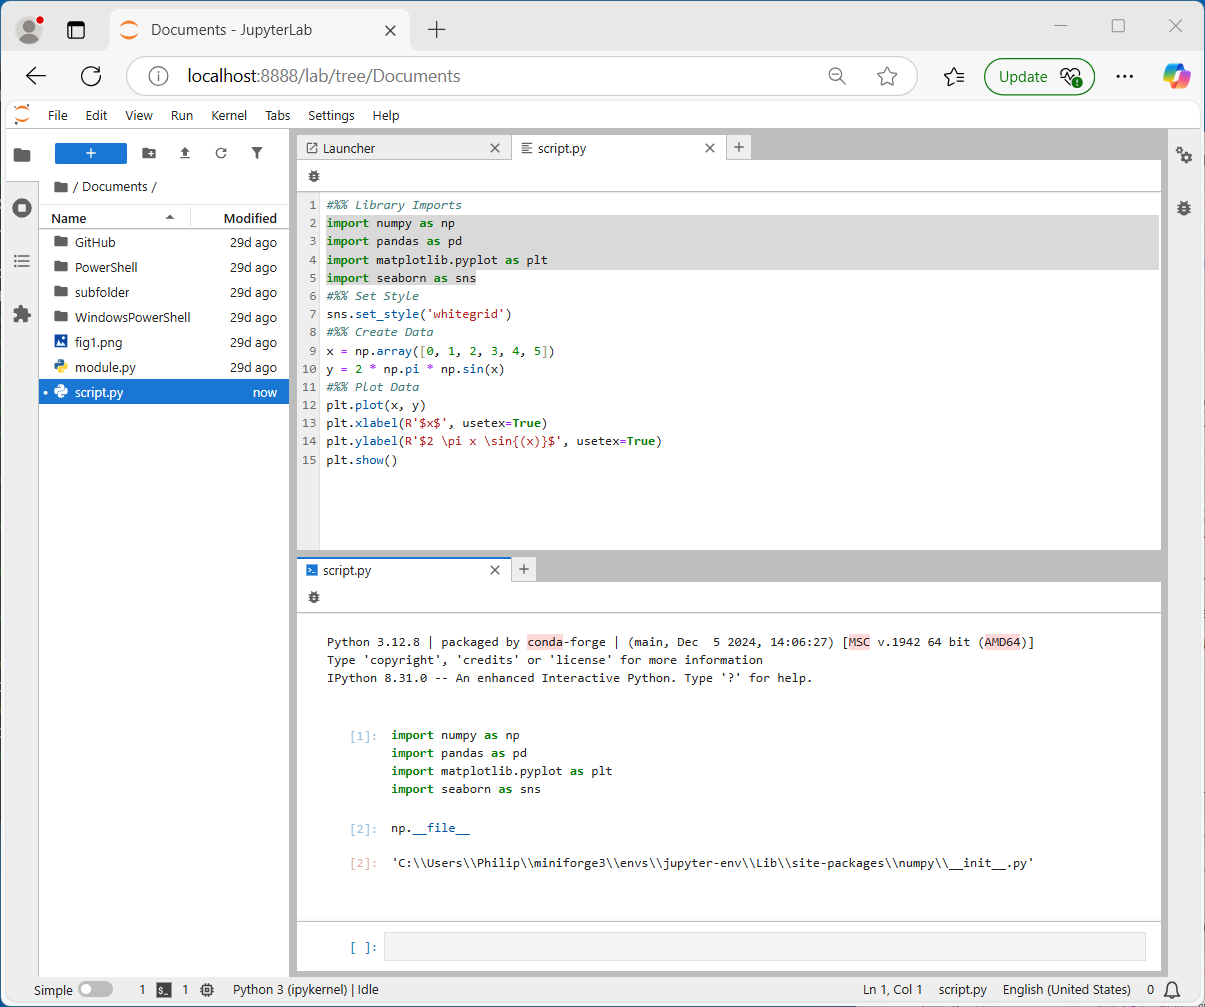 Documents - JupyterLab
localhost:8888/lab/tree/Documents
Update
File Edit View Run Kernel Tabs Settings Help
/ Documents /
Name Modified
GitHub 29d ago
PowerShell 29d ago
subfolder 29d ago
WindowsPowerShell 29d ago
fig1.png 29d ago
module.py 29d ago
script.py now
Launcher
script.py
1 #%% Library Imports
2 import numpy as np
3 import pandas as pd
4 import matplotlib.pyplot as plt
5 import seaborn as sns
6 #%% Set Style
7 sns.set_style('whitegrid')
8 #%% Create Data
9 x = np.array([0, 1, 2, 3, 4, 5])
10 y = 2 * np.pi * np.sin(x)
11 #%% Plot Data
12 plt.plot(x, y)
13 plt.xlabel(R'$x$', usetex=True)
14 plt.ylabel(R'$2 \pi x \sin{(x)}$', usetex=True)
15 plt.show()
script.py
Python 3.12.8 | packaged by conda-forge | (main, Dec  5 2024, 14:06:27) [MSC v.1942 64 bit (AMD64)]
Type 'copyright', 'credits' or 'license' for more information
IPython 8.31.0 -- An enhanced Interactive Python. Type '?' for help.
[1]: import numpy as np
import pandas as pd
import matplotlib.pyplot as plt
import seaborn as sns
[2]: np.__file__
[2]: 'C:\\Users\\Philip\\miniforge3\\envs\\jupyter-env\\Lib\\site-packages\\numpy\\__init__.py'
[ ]:
Simple 1 1 Python 3 (ipykernel) | Idle Ln 1, Col 1 script.py English (United States) 0